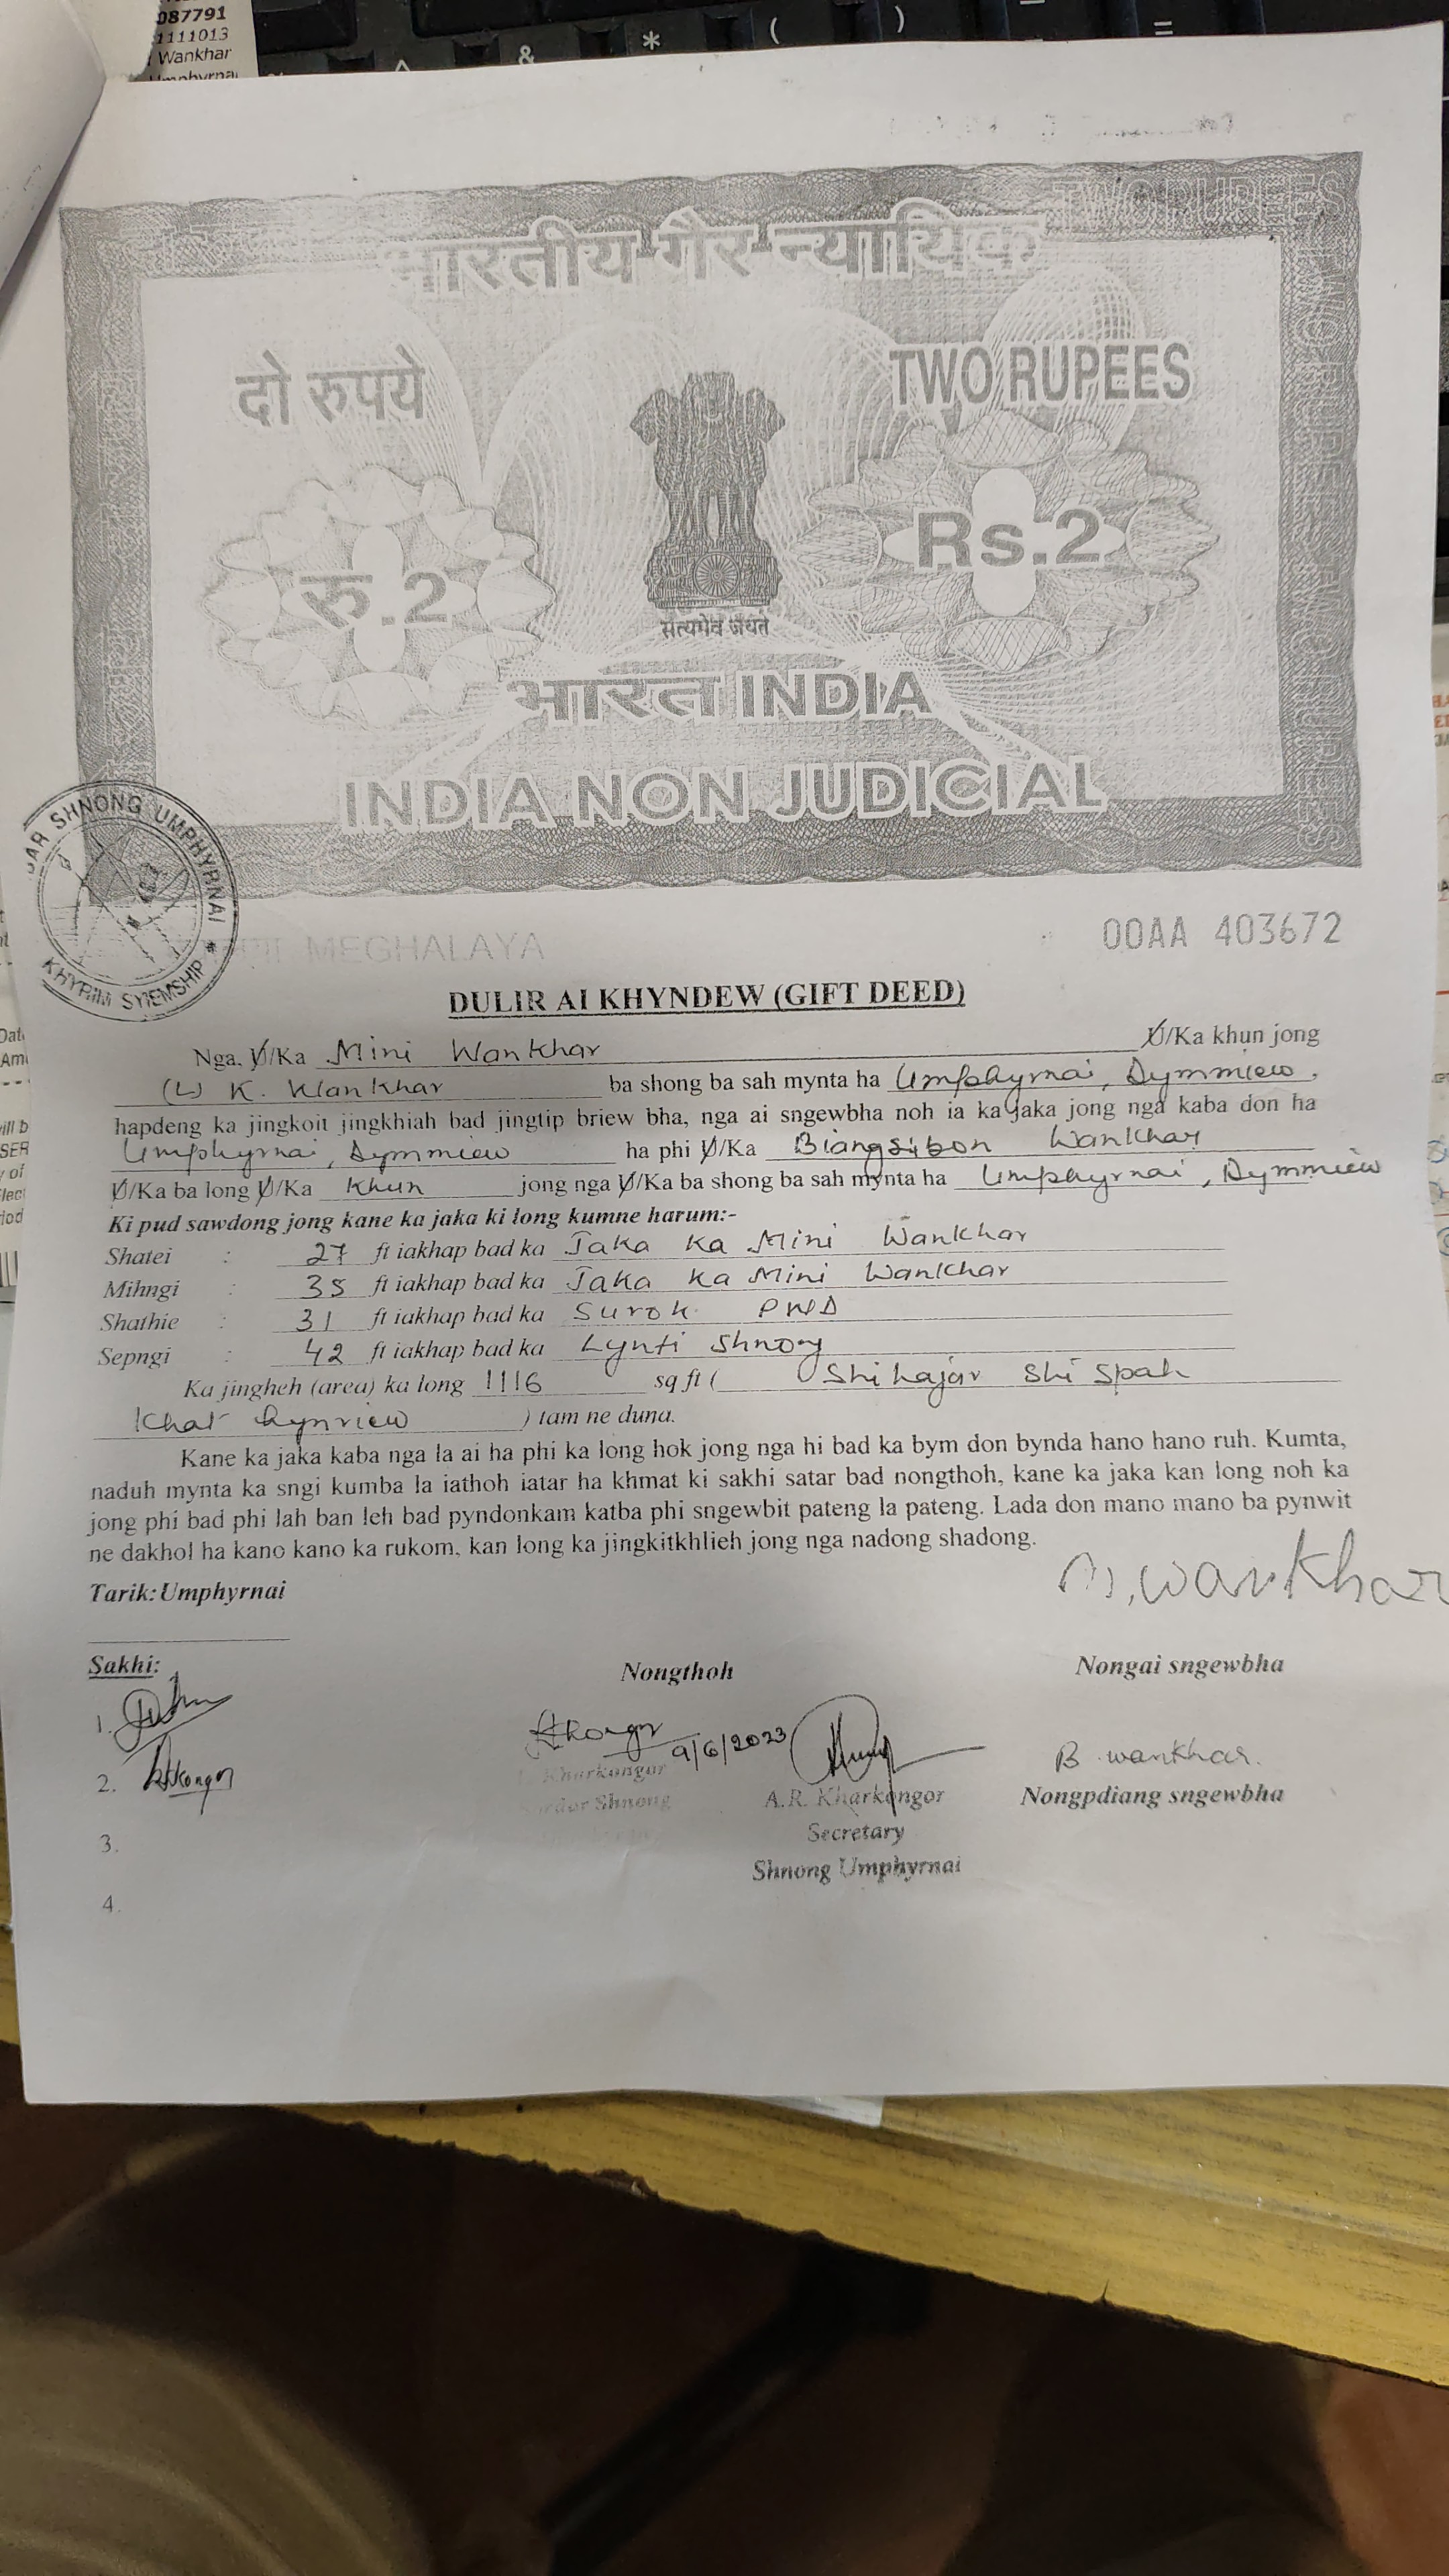 087791
1111013
Wankhar
& * ( ) =
TWO RUPEES
भारतीय गैर न्यायिक
दो रुपये
TWO RUPEES
रु.2
Rs.2
सत्यमेव जयते
भारत INDIA
INDIA NON JUDICIAL
SHNONG UMPHYRNAI
KHYRIM SYIEMSHIP
MEGHALAYA
00AA 403672
DULIR AI KHYNDEW (GIFT DEED)
Nga, U/Ka Mini Wankhar U/Ka khun jong
(L) K. Wankhar ba shong ba sah mynta ha Umphyrnai, Dymmiew.
hapdeng ka jingkoit jingkhiah bad jingtip briew bha, nga ai sngewbha noh ia ka jaka jong nga kaba don ha
Umphyrnai, Dymmiew ha phi U/Ka Biangsibon Wankhar
U/Ka ba long U/Ka Khun jong nga U/Ka ba shong ba sah mynta ha Umphyrnai, Dymmiew
Ki pud sawdong jong kane ka jaka ki long kumne harum:-
Shatei : 27 ft iakhap bad ka Jaka Ka Mini Wankhar
Mihngi : 35 ft iakhap bad ka Jaka Ka Mini Wankhar
Shathie : 31 ft iakhap bad ka Surok PWD
Sepngi : 42 ft iakhap bad ka Lynti Shnong
Ka jingheh (area) ka long 1116 sq ft ( Shihajar Shi Spah
Khat Hynriew ) tam ne duna.
Kane ka jaka kaba nga la ai ha phi ka long hok jong nga hi bad ka bym don bynda hano hano ruh. Kumta,
naduh mynta ka sngi kumba la iathoh iatar ha khmat ki sakhi satar bad nongthoh, kane ka jaka kan long noh ka
jong phi bad phi lah ban leh bad pyndonkam katba phi sngewbit pateng la pateng. Lada don mano mano ba pynwit
ne dakhol ha kano kano ka rukom, kan long ka jingkitkhlieh jong nga nadong shadong.
M. Wankhar
Tarik: Umphyrnai
Sakhi:
Nongthoh
Nongai sngewbha
1.
9/6/2023
B. Wankhar.
2.
Kharkongor
Shnong
A.R. Kharkongor
Nongpdiang sngewbha
3.
Secretary
Shnong Umphyrnai
4.